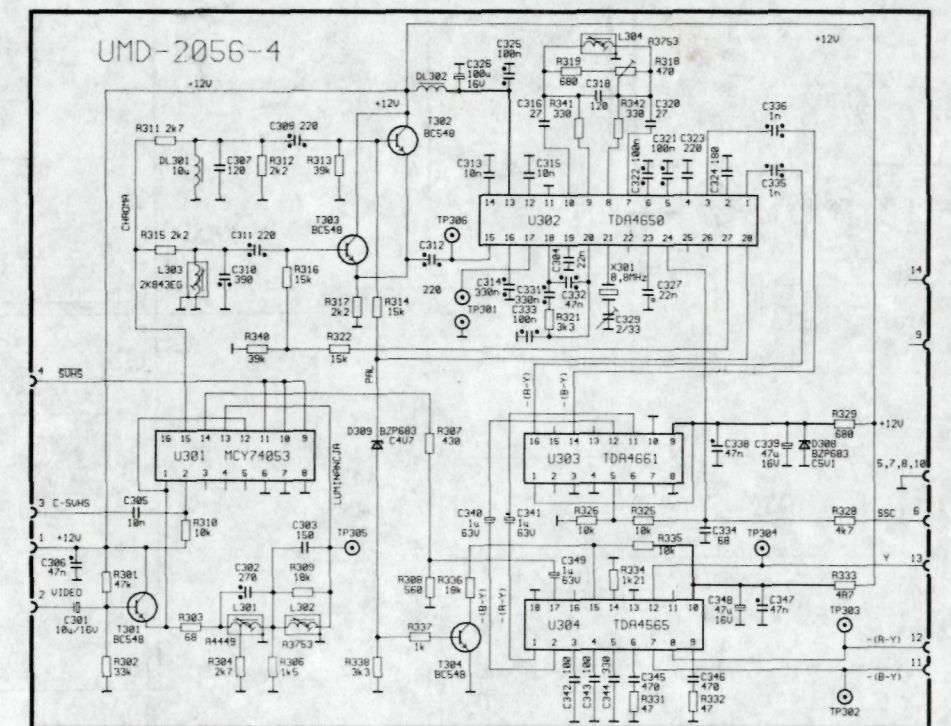 UMD-2056-4
+12V
+12V
+12V
R311 2k7
DL301
10u
C307
120
C309 220
R312
2k2
R313
39k
T302
BC548
DL302
C326
100u
16V
C325
100n
L304
A3753
R319
680
R318
470
C318
120
C316
27
R341
330
R342
330
C320
27
C322 100n
C321
100n
C323
220
C324 180
C336
1n
C335
1n
C313
10n
C315
10n
14 13 12 11 10 9 8 7 6 5 4 3 2 1
U302 TDA4650
15 16 17 18 19 20 21 22 23 24 25 26 27 28
CHROMA
R315 2k2
L303
2K843EG
C310
390
C311 220
R316
15k
T303
BC548
TP306
C312
220
TP301
R317
2k2
R314
15k
C314
330n
C331
330n
C333
100n
C304
22n
C332
47n
R321
3k3
X301
8,8MHz
C329
2/33
C327
22n
R340
39k
R322
15k
14
9
4 SVHS
PAL
-(R-Y)
-(B-Y)
16 15 14 13 12 11 10 9
U301 MCY74053
1 2 3 4 5 6 7 8
LUMINANCJA
D309 BZP683
C4V7
R307
430
16 15 14 13 12 11 10 9
U303 TDA4661
1 2 3 4 5 6 7 8
C338
47n
C339
47u
16V
D308
BZP683
C5V1
R329
680
+12V
5,7,8,10
3 C-SVHS
C305
10n
R310
10k
C303
150
TP305
C340
1u
63V
C341
1u
63V
R326
10k
R325
10k
C334
68
R328
4k7
SSC 6
1 +12V
C306
47n
R301
47k
C302
270
R309
18k
R335
10k
TP304
Y 13
2 VIDEO
C301
10u/16V
T301
BC548
R303
68
L301
A4449
L302
A3753
R308
560
R336
18k
C349
1u
63V
R334
1k21
-(B-Y)
-(R-Y)
R333
4R7
C348
47u
16V
C347
47n
R302
33k
R304
2k7
R306
1k5
R337
1k
R338
3k3
T304
BC548
18 17 16 15 14 13 12 11 10
U304 TDA4565
1 2 3 4 5 6 7 8 9
TP303
-(R-Y) 12
-(B-Y) 11
TP302
C342 100
C343 100
C344 330
C345
470
R331
47
C346
470
R332
47